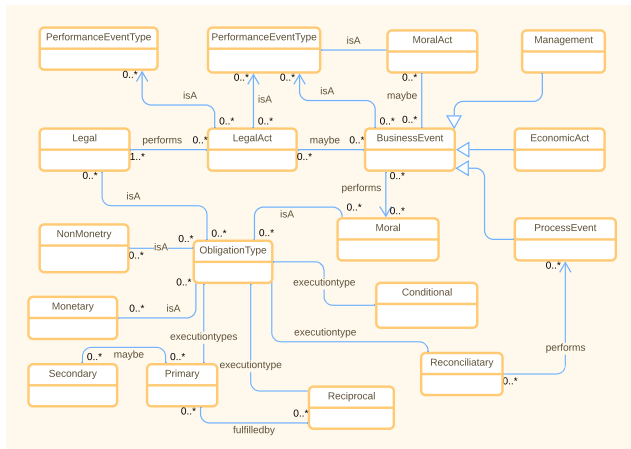 PerformanceEventType
PerformanceEventType
isA
MoralAct
Management
0..*
0..*
0..*
0..*
isA
isA
isA
maybe
0..*
0..*
0..*
0..*
Legal
performs
0..*
LegalAct
maybe
0..*
BusinessEvent
EconomicAct
1..*
0..*
0..*
0..*
performs
isA
0..*
0..*
isA
Moral
ProcessEvent
NonMonetry
0..*
0..*
0..*
isA
ObligationType
0..*
0..*
0..*
executiontype
Conditional
Monetary
0..*
isA
executiontypes
executiontype
performs
0..*
maybe
0..*
Secondary
Primary
executiontype
Reconciliatary
0..*
Reciprocal
0..*
0..*
fulfilledby